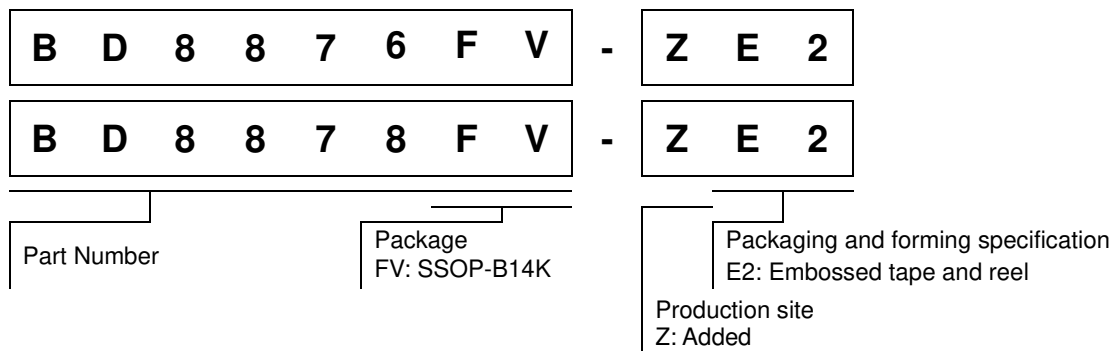 B D 8 8 7 6 F V - Z E 2
B D 8 8 7 8 F V - Z E 2
Part Number
Package
FV: SSOP-B14K
Packaging and forming specification
E2: Embossed tape and reel
Production site
Z: Added